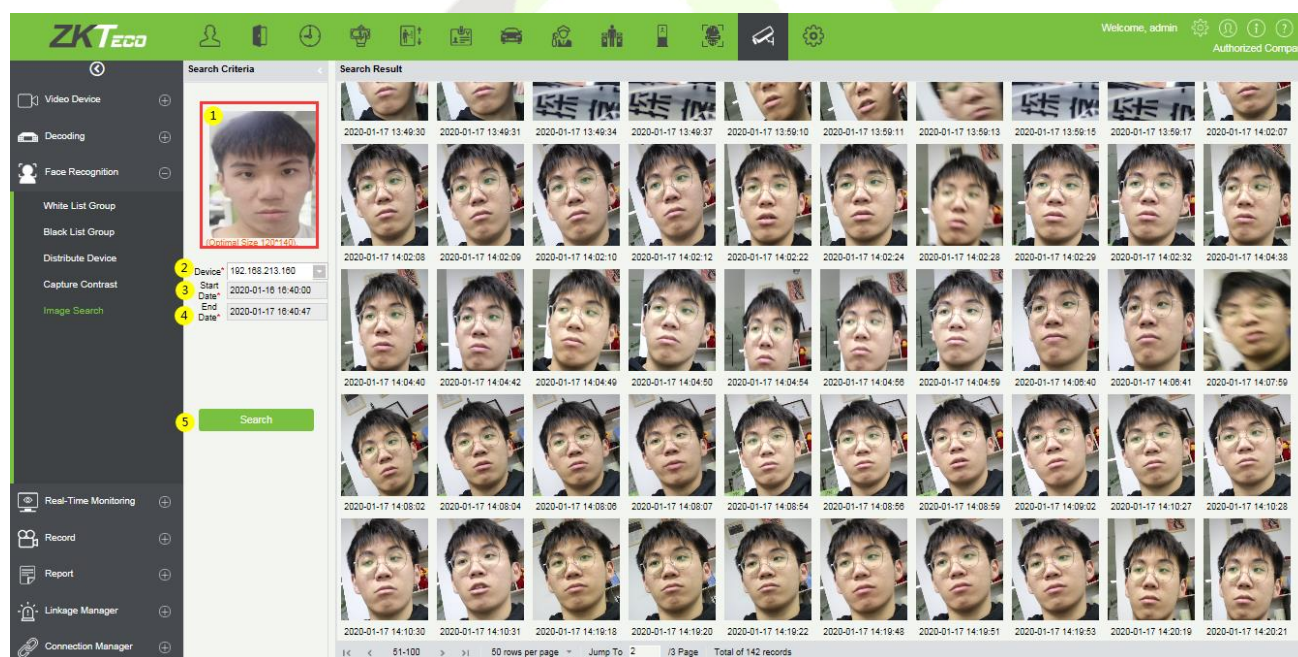 ZKTECO
Welcome, admin
Authorized Compa
Search Criteria
Search Result
Video Device
Decoding
Face Recognition
White List Group
Black List Group
Distribute Device
Capture Contrast
Image Search
Real-Time Monitoring
Record
Report
Linkage Manager
Connection Manager
1
(Optimal Size 120*140)
2 Device* 192.168.213.160
3 Start Date* 2020-01-16 16:40:00
4 End Date* 2020-01-17 16:40:47
5 Search
2020-01-17 13:49:30 2020-01-17 13:49:31 2020-01-17 13:49:34 2020-01-17 13:49:37 2020-01-17 13:59:10 2020-01-17 13:59:11 2020-01-17 13:59:13 2020-01-17 13:59:15 2020-01-17 13:59:17 2020-01-17 14:02:07
2020-01-17 14:02:08 2020-01-17 14:02:09 2020-01-17 14:02:10 2020-01-17 14:02:12 2020-01-17 14:02:22 2020-01-17 14:02:24 2020-01-17 14:02:28 2020-01-17 14:02:29 2020-01-17 14:02:32 2020-01-17 14:04:38
2020-01-17 14:04:40 2020-01-17 14:04:42 2020-01-17 14:04:49 2020-01-17 14:04:50 2020-01-17 14:04:54 2020-01-17 14:04:56 2020-01-17 14:04:59 2020-01-17 14:06:40 2020-01-17 14:06:41 2020-01-17 14:07:59
2020-01-17 14:08:02 2020-01-17 14:08:04 2020-01-17 14:08:06 2020-01-17 14:08:07 2020-01-17 14:08:54 2020-01-17 14:08:56 2020-01-17 14:08:59 2020-01-17 14:09:02 2020-01-17 14:10:27 2020-01-17 14:10:28
2020-01-17 14:10:30 2020-01-17 14:10:31 2020-01-17 14:19:18 2020-01-17 14:19:20 2020-01-17 14:19:22 2020-01-17 14:19:48 2020-01-17 14:19:51 2020-01-17 14:19:53 2020-01-17 14:20:19 2020-01-17 14:20:21
51-100 50 rows per page Jump To 2 /3 Page Total of 142 records